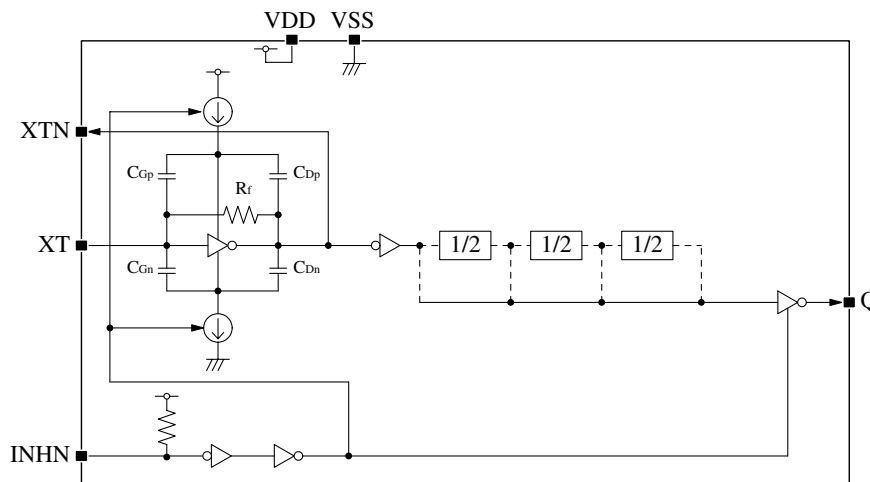 VDD VSS
XTN
CGp CDp
Rf
XT
1/2 1/2 1/2
CGn CDn
Q
INHN